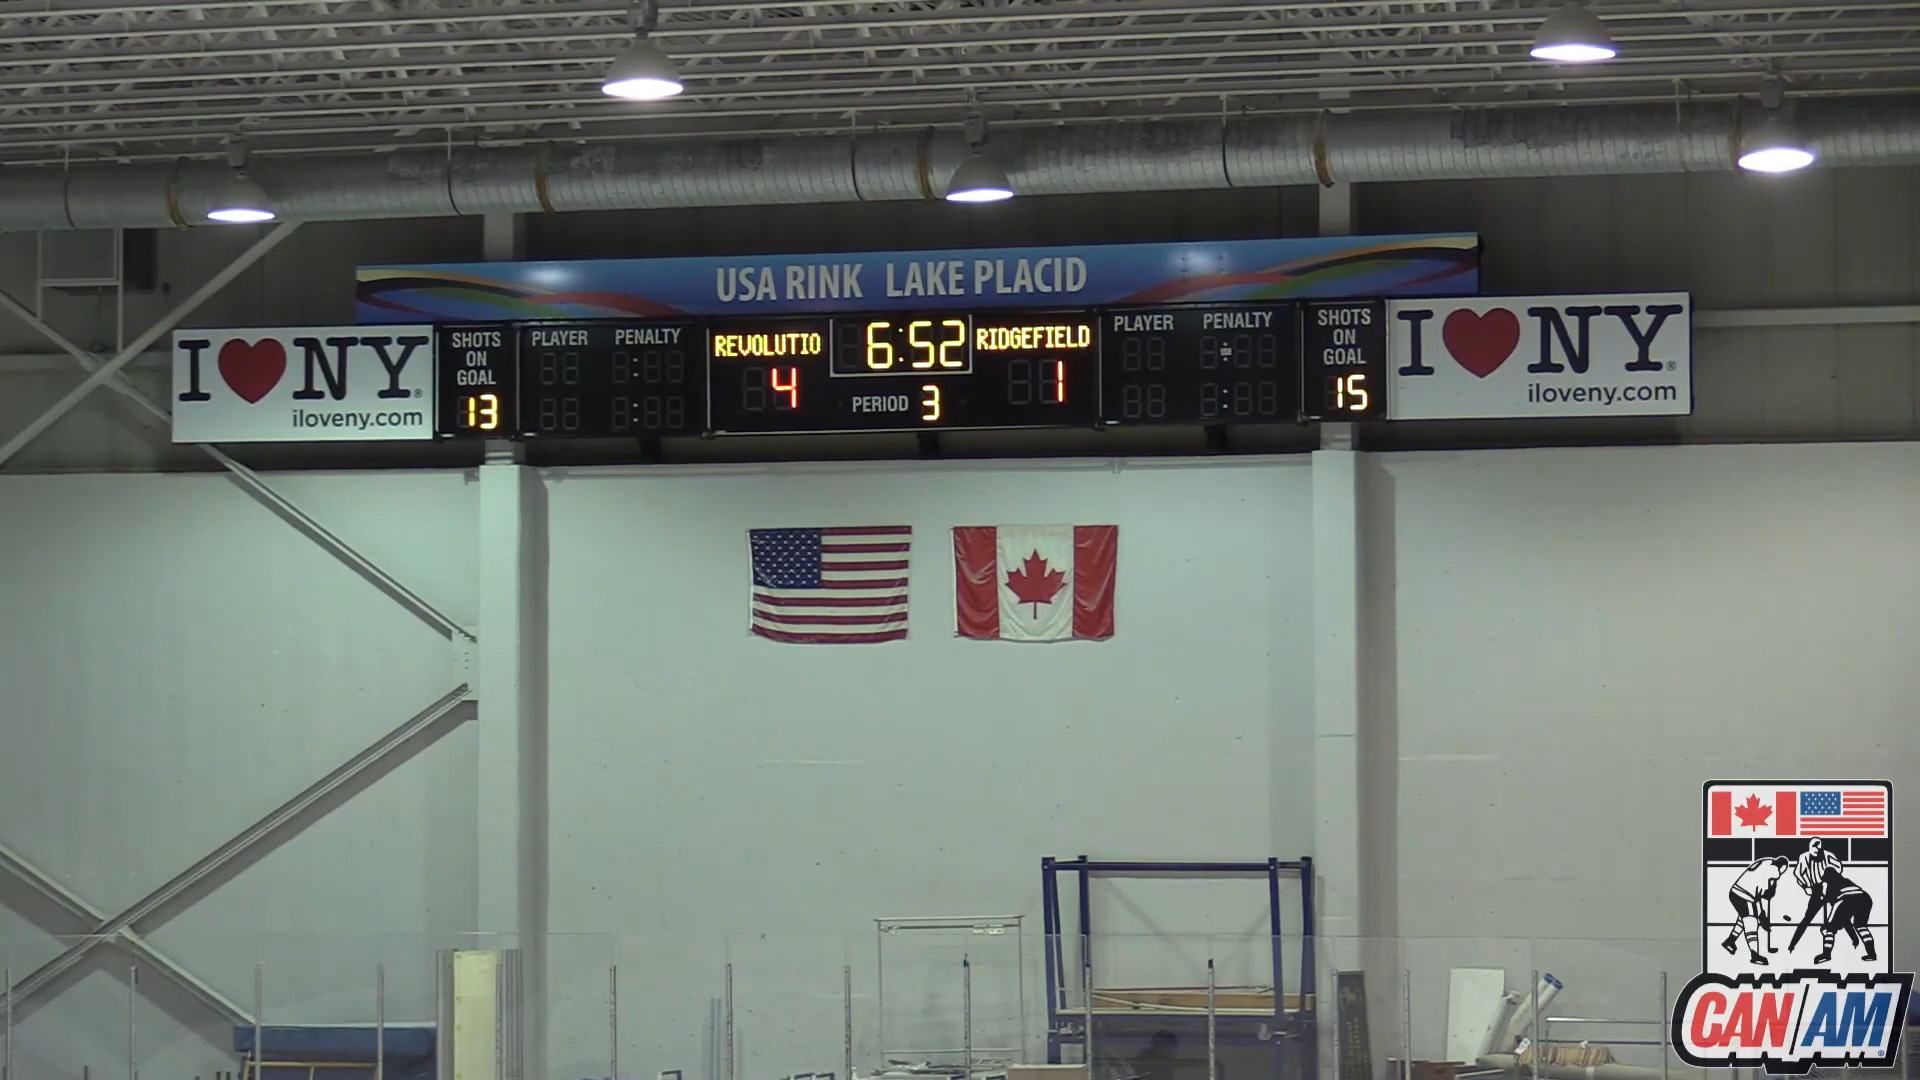 USA RINK LAKE PLACID
I NY®
iloveny.com
SHOTS ON GOAL
13
PLAYER PENALTY
REVOLUTIO
4
6:52
PERIOD 3
RIDGEFIELD
1
PLAYER PENALTY
SHOTS ON GOAL
15
I NY®
iloveny.com
CAN/AM®